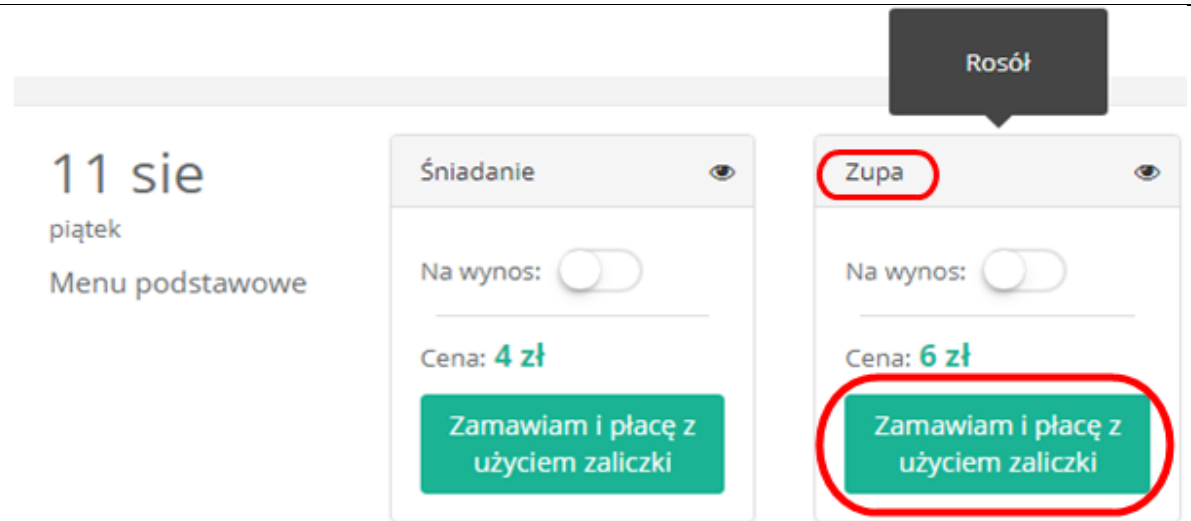 Rosół
11 sie
piątek
Menu podstawowe
Śniadanie
Na wynos:
Cena: 4 zł
Zamawiam i płacę z
użyciem zaliczki
Zupa
Na wynos:
Cena: 6 zł
Zamawiam i płacę z
użyciem zaliczki